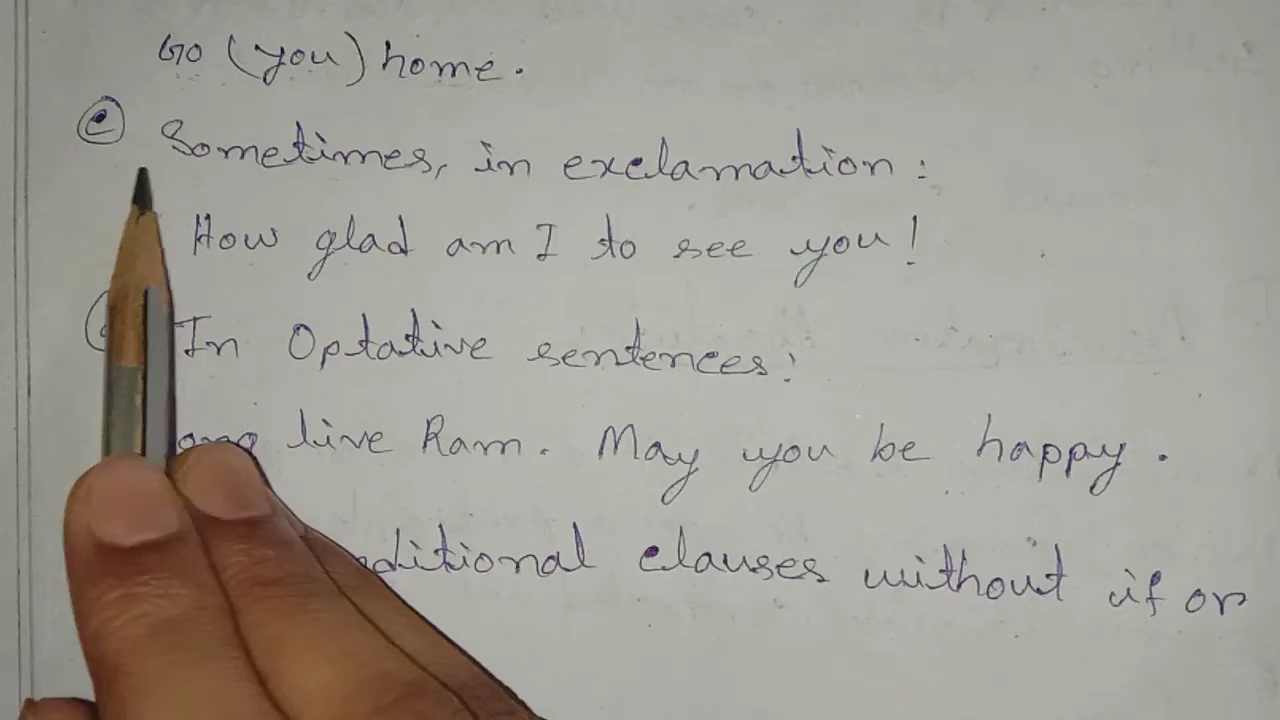 Go (you) home.
(e) Sometimes, in exclamation:
How glad am I to see you!
In Optative sentences:
live Ram. May you be happy.
clauses without if or